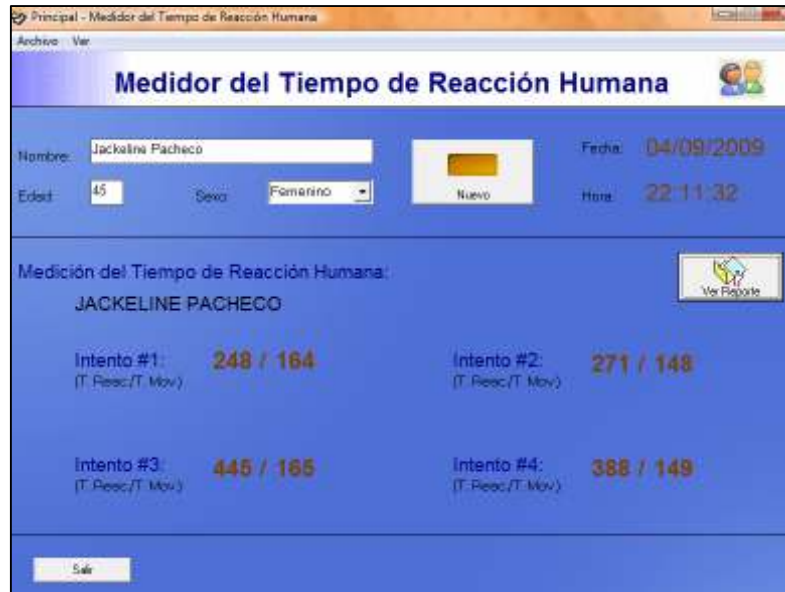 Principal - Medidor del Tiempo de Reacción Humana
Archivo Ver
Medidor del Tiempo de Reacción Humana
Nombre: Jackeline Pacheco
Nuevo
Fecha: 04/09/2009
Edad: 45 Sexo: Femenino
Hora: 22:11:32
Medición del Tiempo de Reacción Humana:
JACKELINE PACHECO
Ver Reporte
Intento #1: 248 / 164
(T. Reac./T. Mov.)
Intento #2: 271 / 148
(T. Reac./T. Mov.)
Intento #3: 445 / 165
(T. Reac./T. Mov.)
Intento #4: 388 / 149
(T. Reac./T. Mov.)
Salir